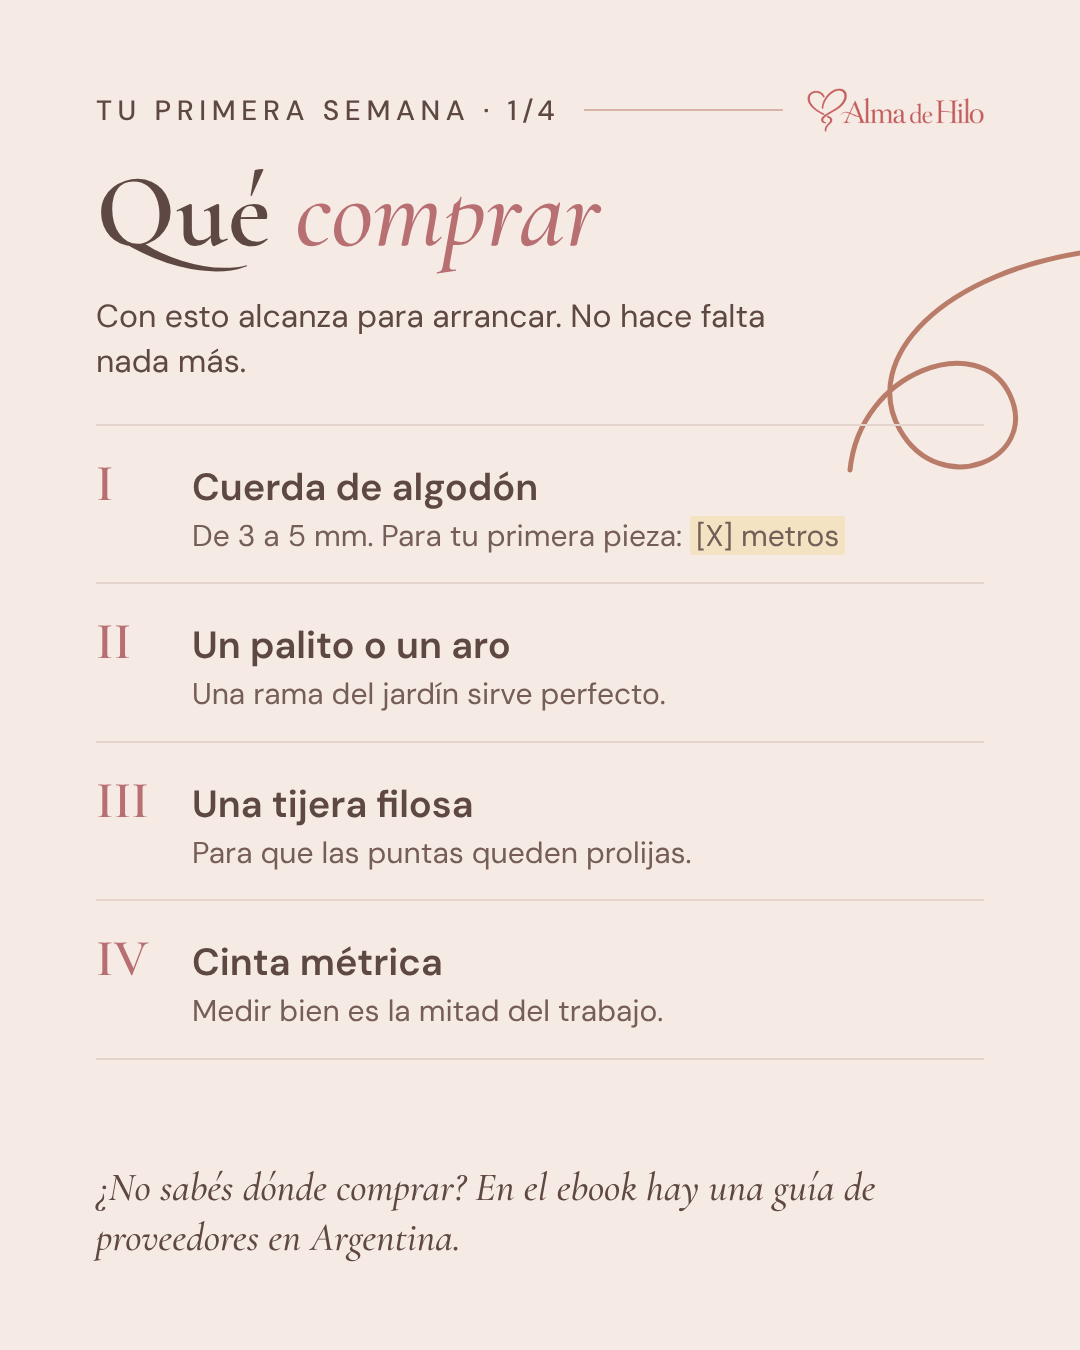 TU PRIMERA SEMANA · 1/4
Alma de Hilo
Qué comprar
Con esto alcanza para arrancar. No hace falta
nada más.
I
Cuerda de algodón
De 3 a 5 mm. Para tu primera pieza: [X] metros
II
Un palito o un aro
Una rama del jardín sirve perfecto.
III
Una tijera filosa
Para que las puntas queden prolijas.
IV
Cinta métrica
Medir bien es la mitad del trabajo.
¿No sabés dónde comprar? En el ebook hay una guía de
proveedores en Argentina.